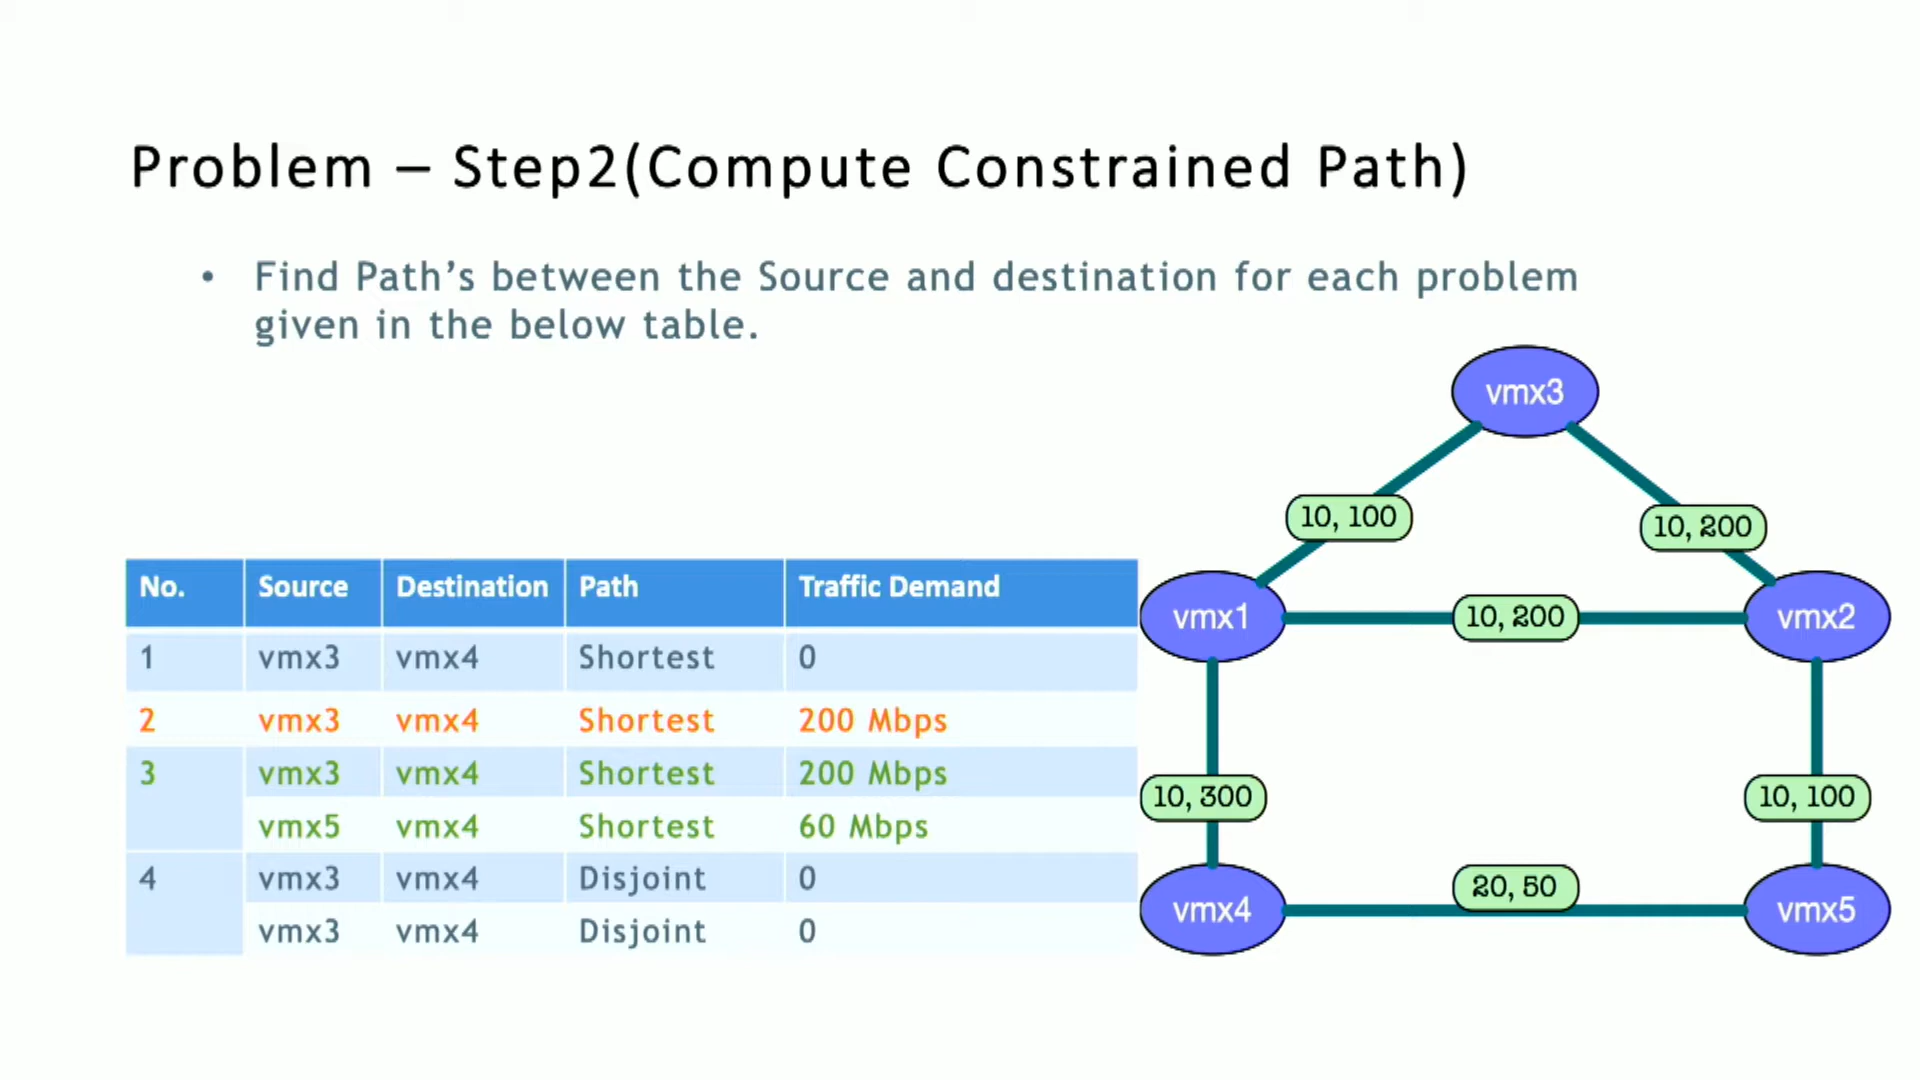 Problem – Step2(Compute Constrained Path)
• Find Path's between the Source and destination for each problem
given in the below table.
No. Source Destination Path Traffic Demand
1 vmx3 vmx4 Shortest 0
2 vmx3 vmx4 Shortest 200 Mbps
3 vmx3 vmx4 Shortest 200 Mbps
vmx5 vmx4 Shortest 60 Mbps
4 vmx3 vmx4 Disjoint 0
vmx3 vmx4 Disjoint 0
vmx3
10, 100
10, 200
vmx1
10, 200
vmx2
10, 300
10, 100
vmx4
20, 50
vmx5